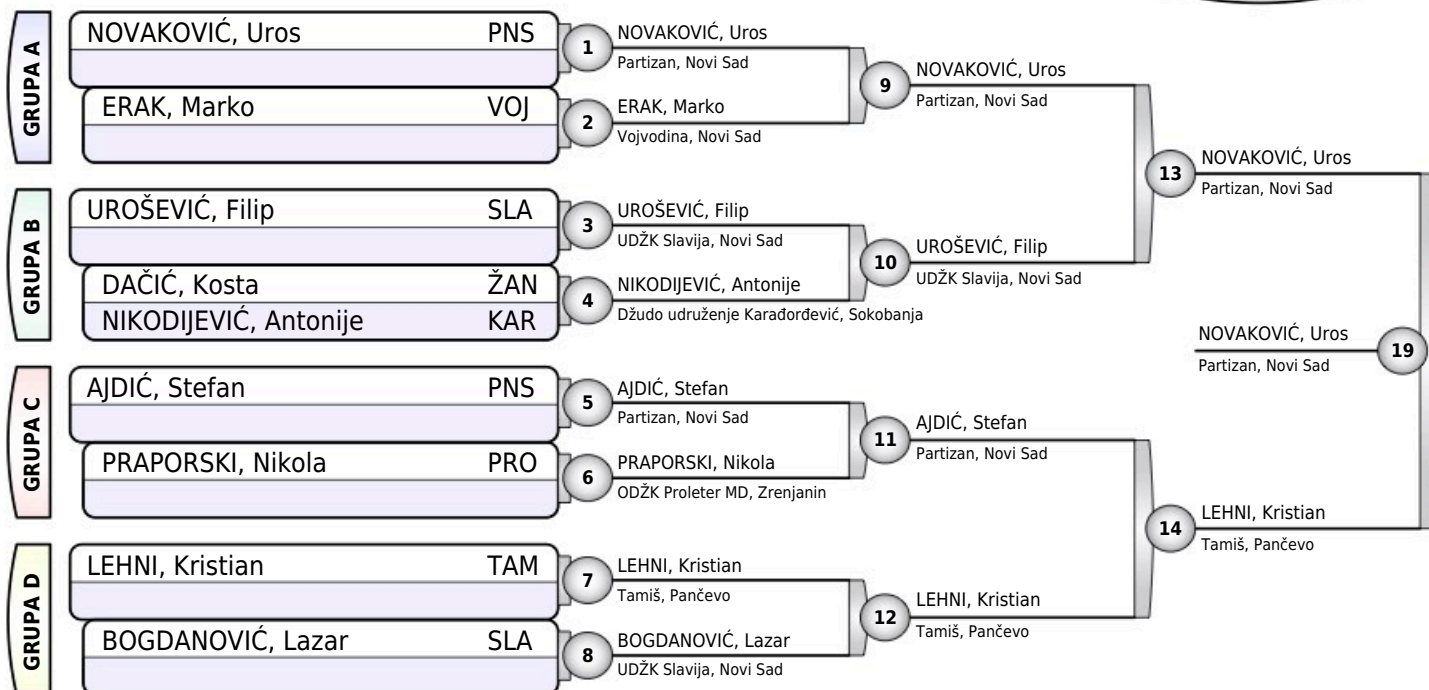 GRUPA A
NOVAKOVIĆ, Uros PNS
ERAK, Marko VOJ
GRUPA B
UROŠEVIĆ, Filip SLA
DAČIĆ, Kosta ŽAN
NIKODIJEVIĆ, Antonije KAR
GRUPA C
AJDIĆ, Stefan PNS
PRAPORSKI, Nikola PRO
GRUPA D
LEHNI, Kristian TAM
BOGDANOVIĆ, Lazar SLA
1
NOVAKOVIĆ, Uros
Partizan, Novi Sad
2
ERAK, Marko
Vojvodina, Novi Sad
3
UROŠEVIĆ, Filip
UDŽK Slavija, Novi Sad
4
NIKODIJEVIĆ, Antonije
Džudo udruženje Karađorđević, Sokobanja
5
AJDIĆ, Stefan
Partizan, Novi Sad
6
PRAPORSKI, Nikola
ODŽK Proleter MD, Zrenjanin
7
LEHNI, Kristian
Tamiš, Pančevo
8
BOGDANOVIĆ, Lazar
UDŽK Slavija, Novi Sad
9
NOVAKOVIĆ, Uros
Partizan, Novi Sad
10
UROŠEVIĆ, Filip
UDŽK Slavija, Novi Sad
11
AJDIĆ, Stefan
Partizan, Novi Sad
12
LEHNI, Kristian
Tamiš, Pančevo
13
NOVAKOVIĆ, Uros
Partizan, Novi Sad
14
LEHNI, Kristian
Tamiš, Pančevo
NOVAKOVIĆ, Uros
Partizan, Novi Sad
19